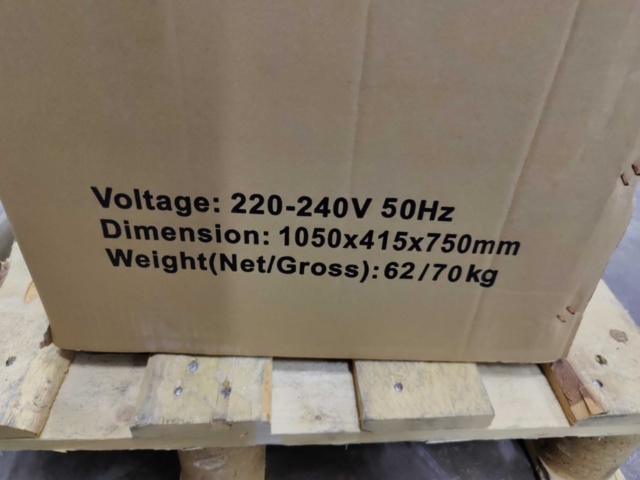 Voltage: 220-240V 50Hz
Dimension: 1050x415x750mm
Weight(Net/Gross): 62/70kg